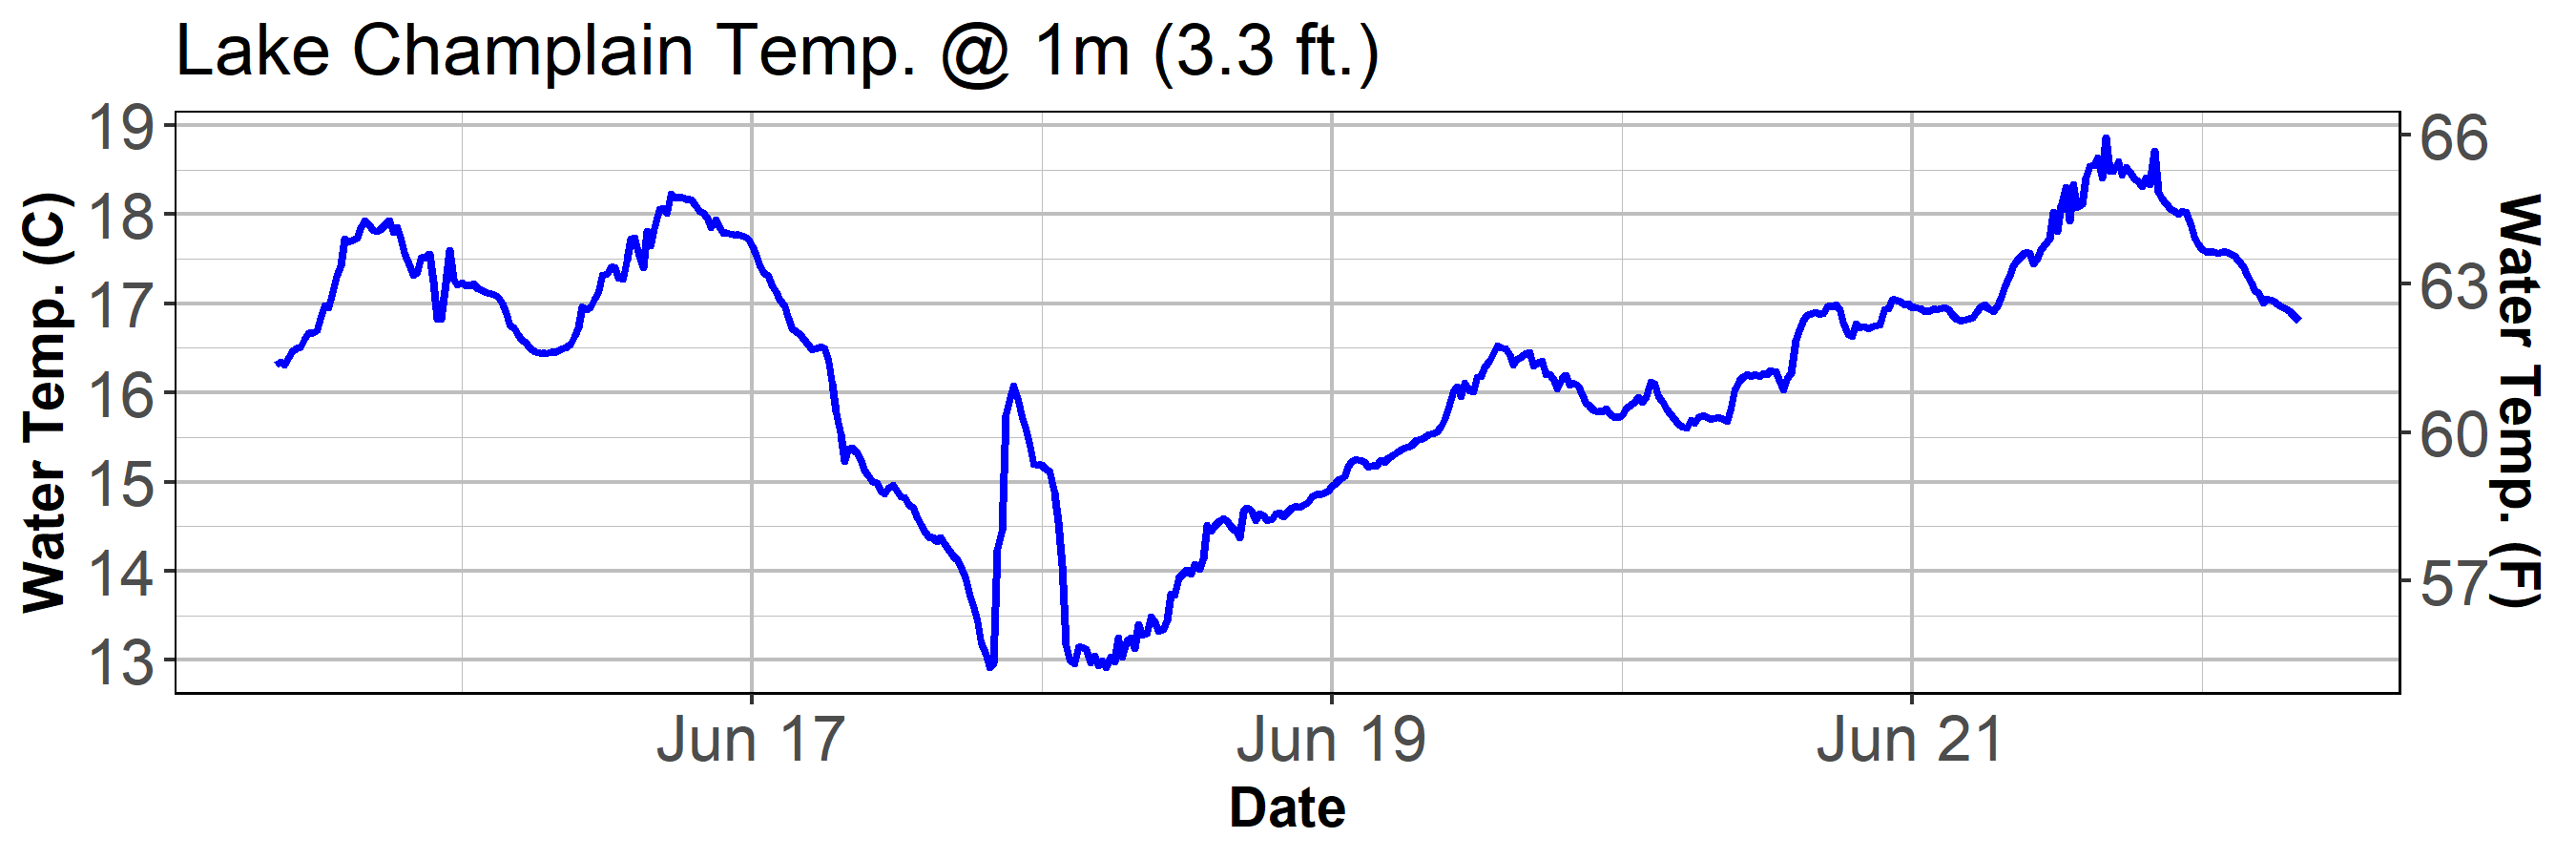 Lake Champlain Temp. @ 1m (3.3 ft.)
Water Temp. (C)
19
18
17
16
15
14
13
66
63
60
57
Water Temp. (F)
Jun 17
Jun 19
Jun 21
Date